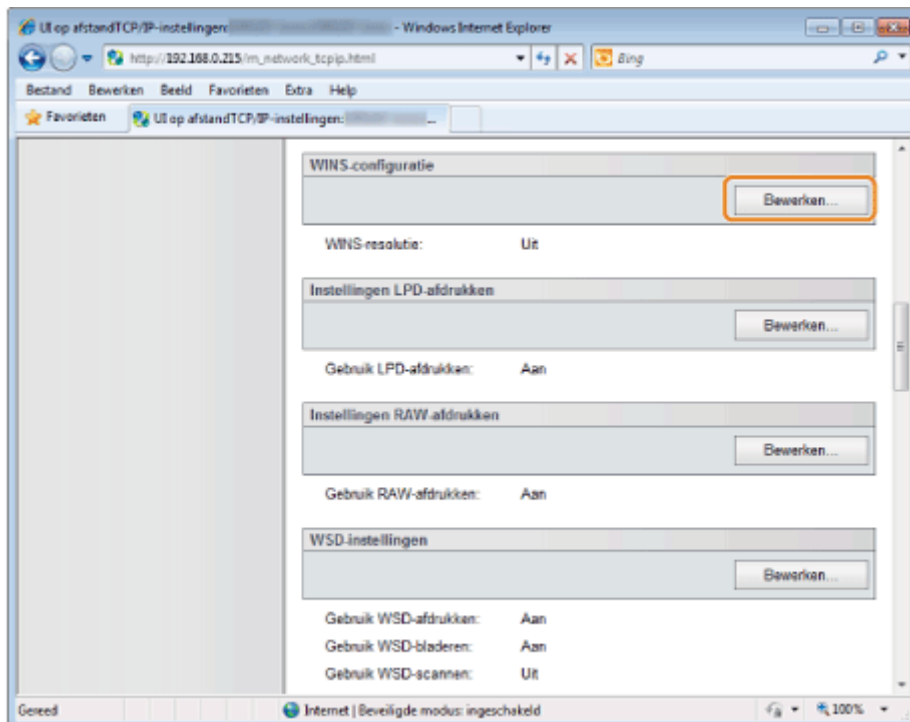 UI op afstandTCP/IP-instellingen: - Windows Internet Explorer
http://192.168.0.215/m_network_tcpip.html
Bing
Bestand Bewerken Beeld Favorieten Extra Help
Favorieten
UI op afstandTCP/IP-instellingen: ...
WINS-configuratie
Bewerken...
WINS-resolutie: Uit
Instellingen LPD-afdrukken
Bewerken...
Gebruik LPD-afdrukken: Aan
Instellingen RAW-afdrukken
Bewerken...
Gebruik RAW-afdrukken: Aan
WSD-instellingen
Bewerken...
Gebruik WSD-afdrukken: Aan
Gebruik WSD-bladeren: Aan
Gebruik WSD-scannen: Uit
Gereed
Internet | Beveiligde modus: ingeschakeld
100%